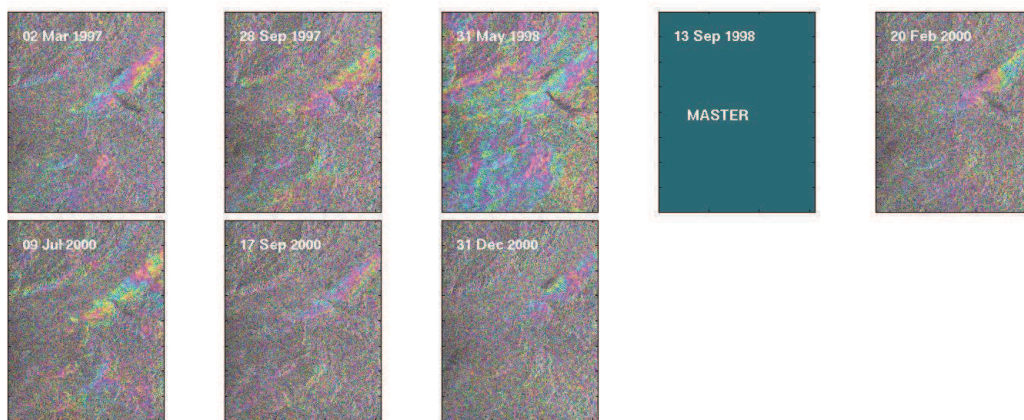 02 Mar 1997
28 Sep 1997
31 May 1998
13 Sep 1998
MASTER
20 Feb 2000
09 Jul 2000
17 Sep 2000
31 Dec 2000